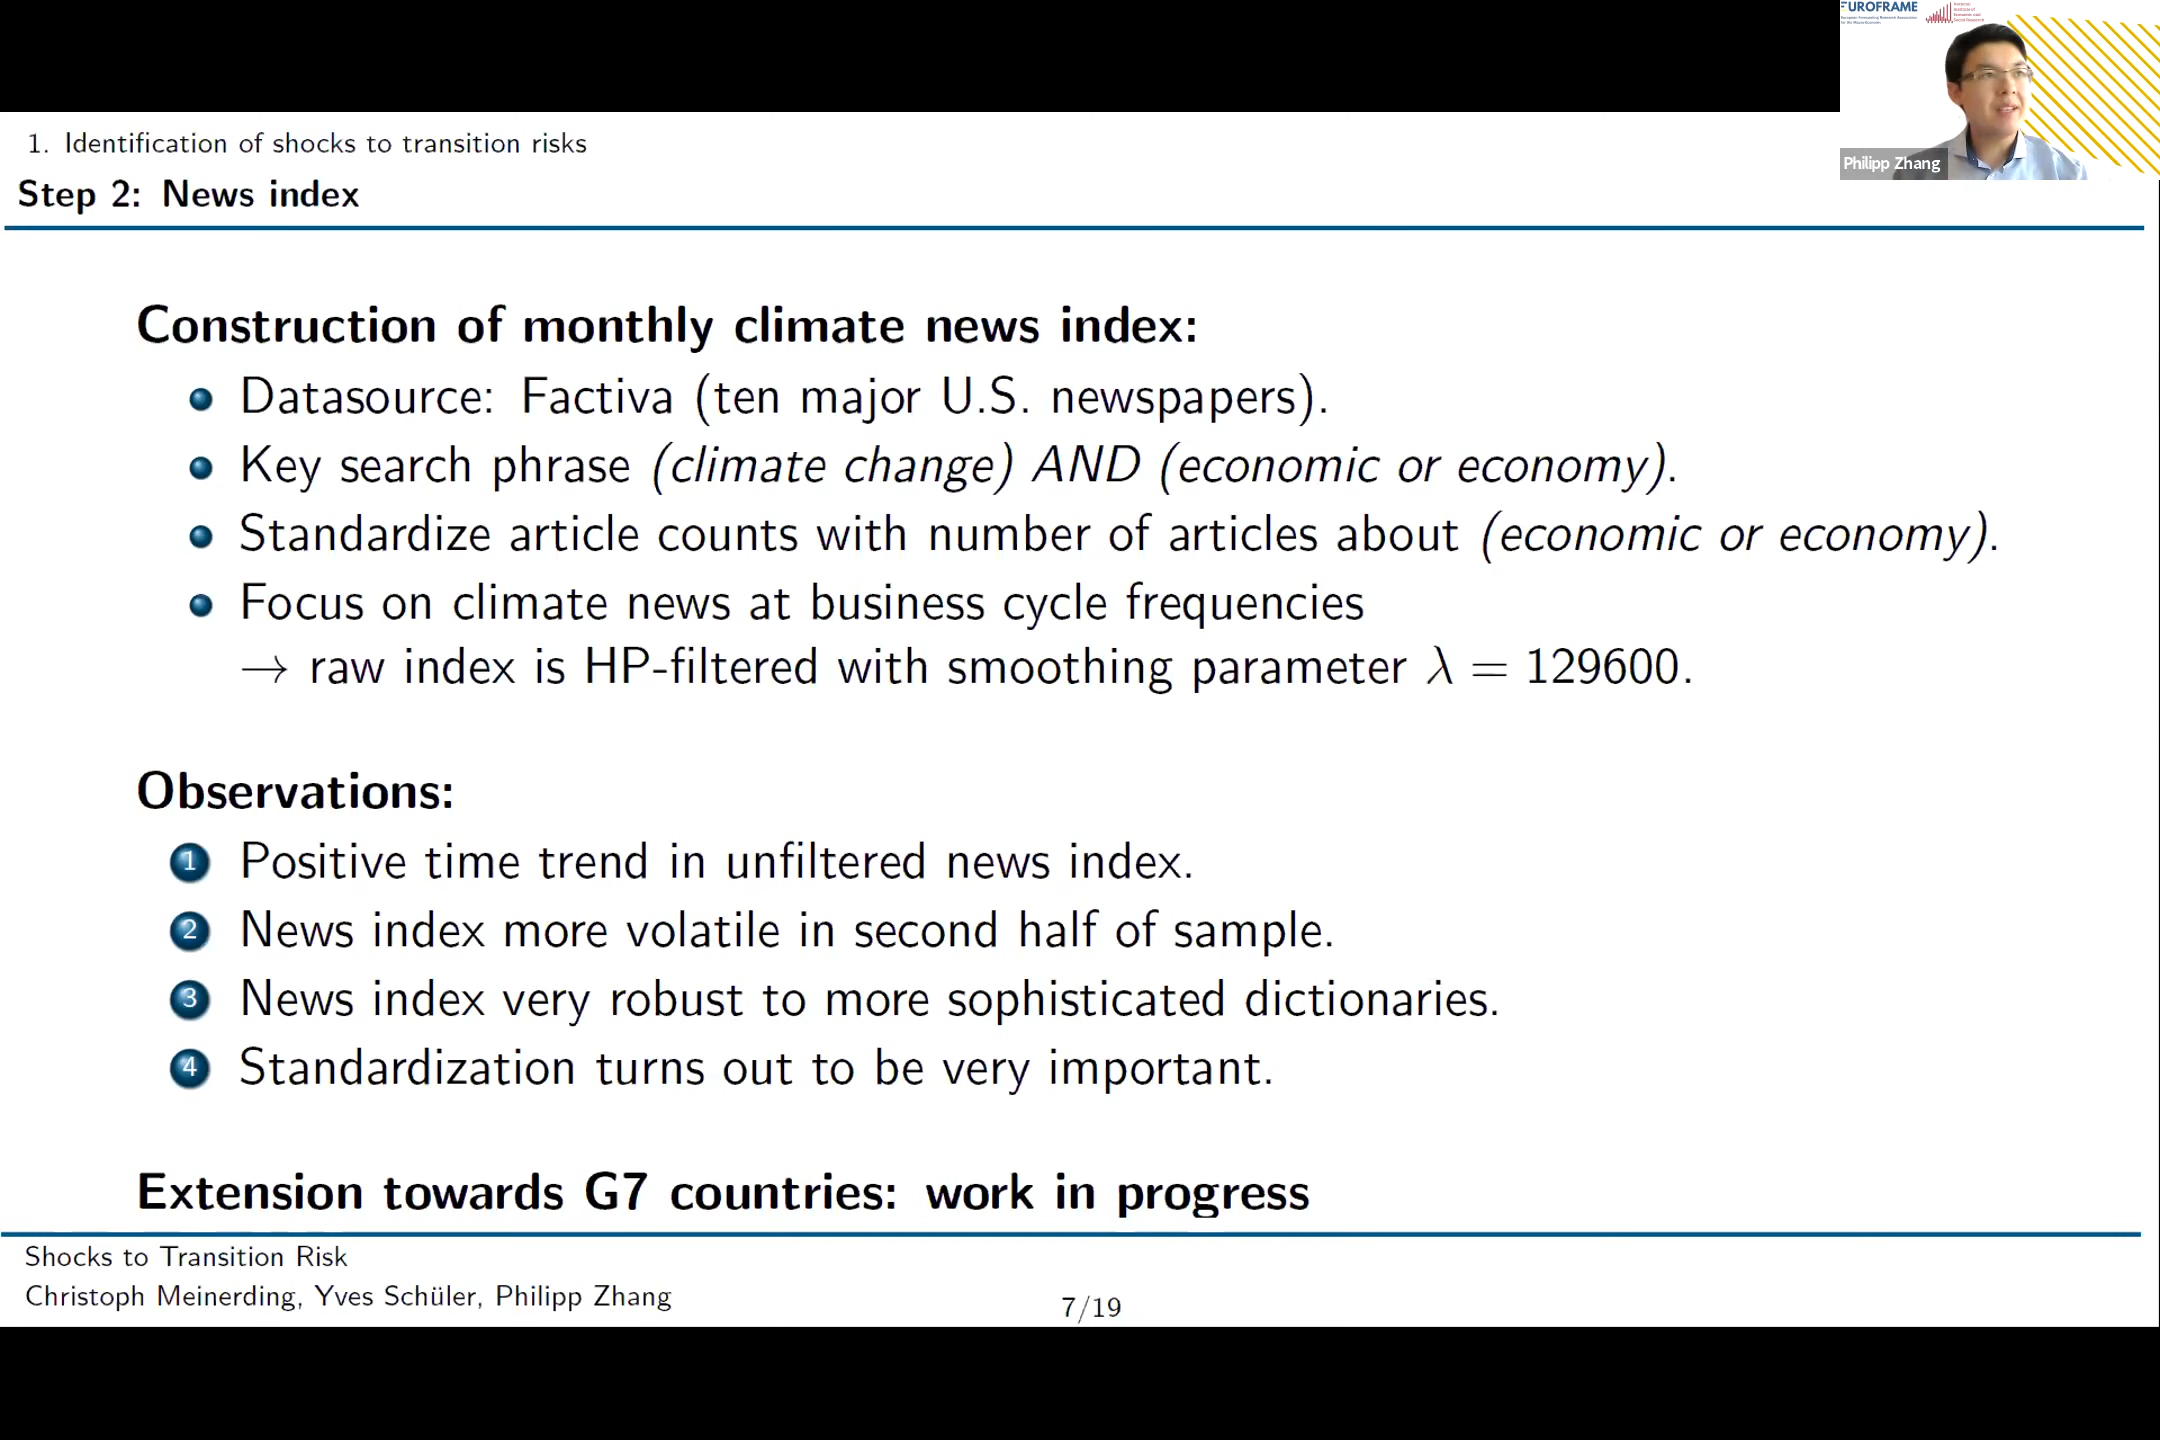 EUROFRAME
Philipp Zhang
1. Identification of shocks to transition risks
Step 2: News index
Construction of monthly climate news index:
Datasource: Factiva (ten major U.S. newspapers).
Key search phrase (climate change) AND (economic or economy).
Standardize article counts with number of articles about (economic or economy).
Focus on climate news at business cycle frequencies
→ raw index is HP-filtered with smoothing parameter λ = 129600.
Observations:
1 Positive time trend in unfiltered news index.
2 News index more volatile in second half of sample.
3 News index very robust to more sophisticated dictionaries.
4 Standardization turns out to be very important.
Extension towards G7 countries: work in progress
Shocks to Transition Risk
Christoph Meinerding, Yves Schüler, Philipp Zhang
7/19